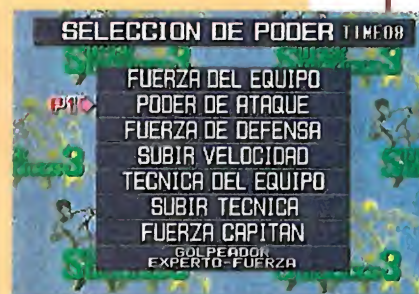 SELECCION DE PODER TIME08
FUERZA DEL EQUIPO
PODER DE ATAQUE
FUERZA DE DEFENSA
SUBIR VELOCIDAD
TECNICA DEL EQUIPO
SUBIR TECNICA
FUERZA CAPITAN
GOLPEADOR
EXPERTO-FUERZA